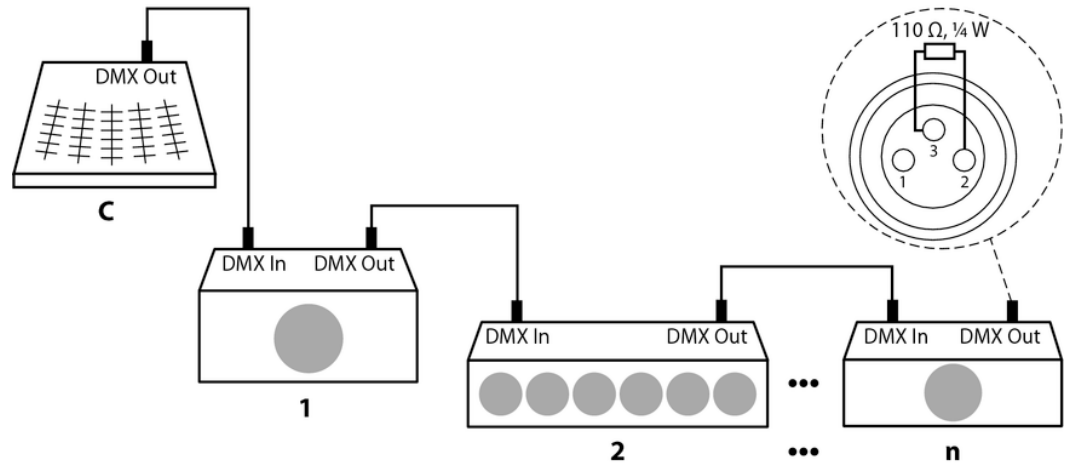 110 Ω, ¼ W
DMX Out
3
1
2
C
DMX In DMX Out
1
DMX In DMX Out
2
•••
•••
DMX In DMX Out
n